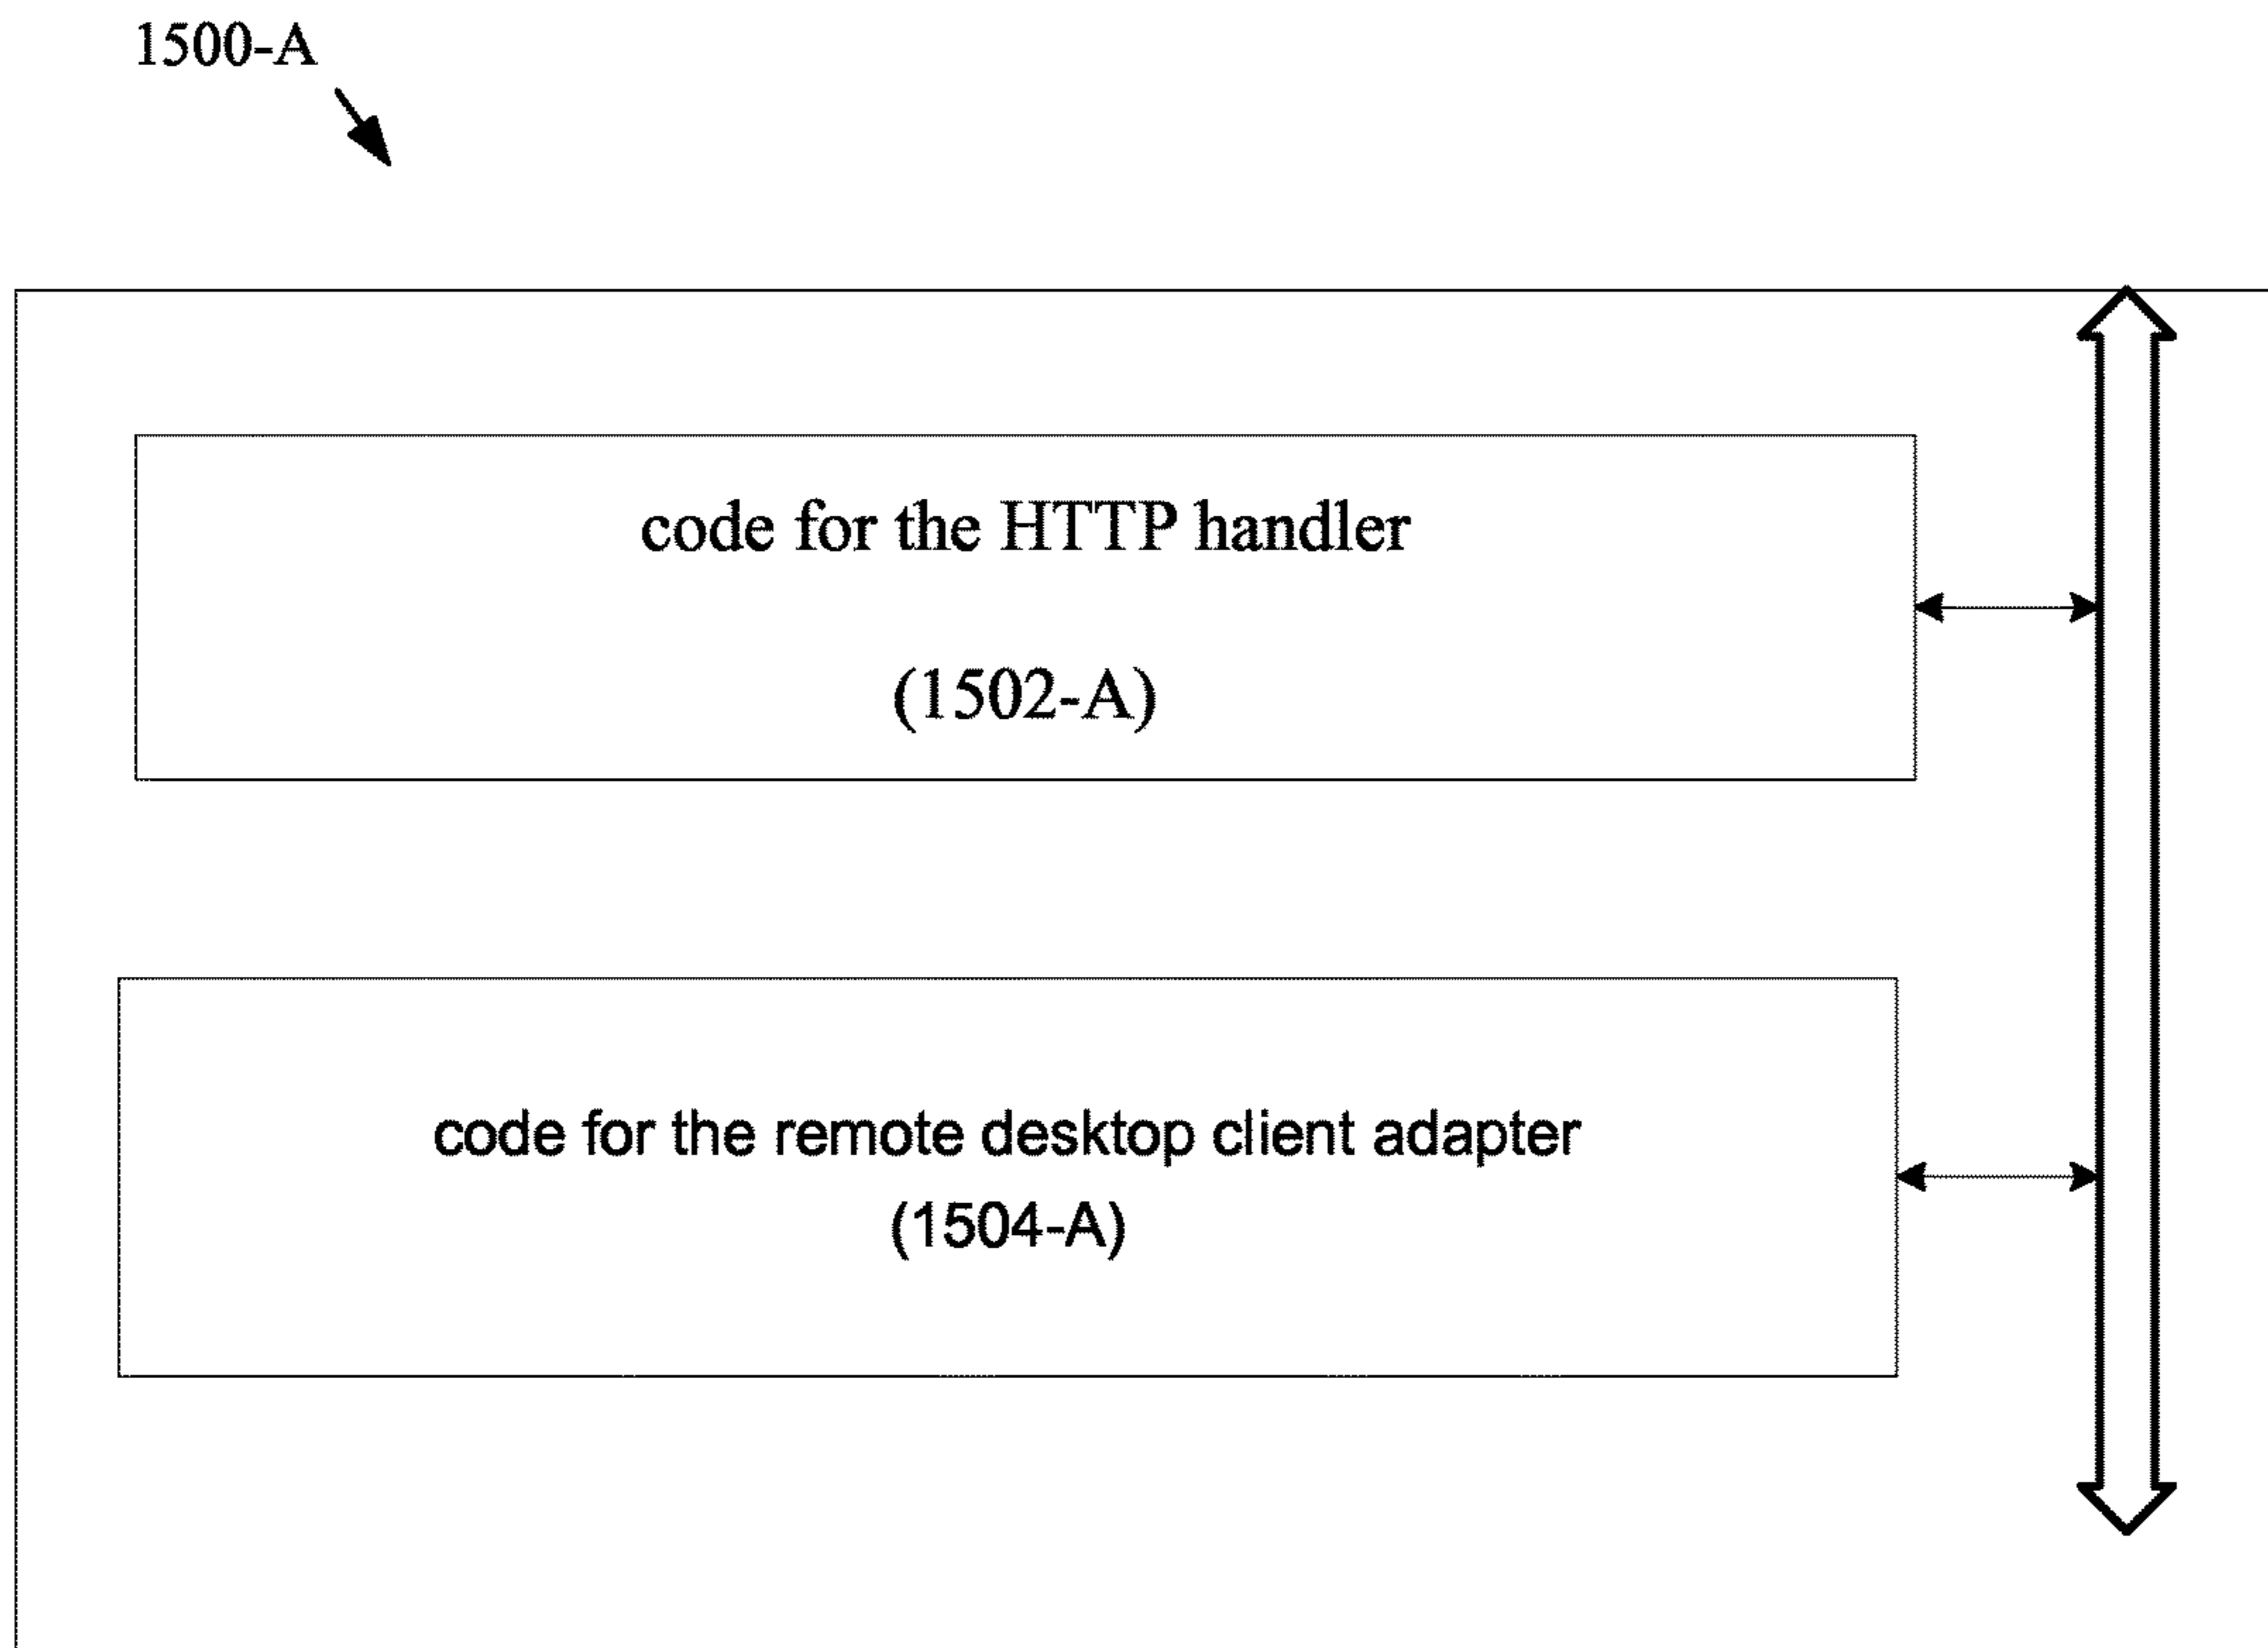 1500-A
code for the HTTP handler
(1502-A)
code for the remote desktop client adapter
(1504-A)